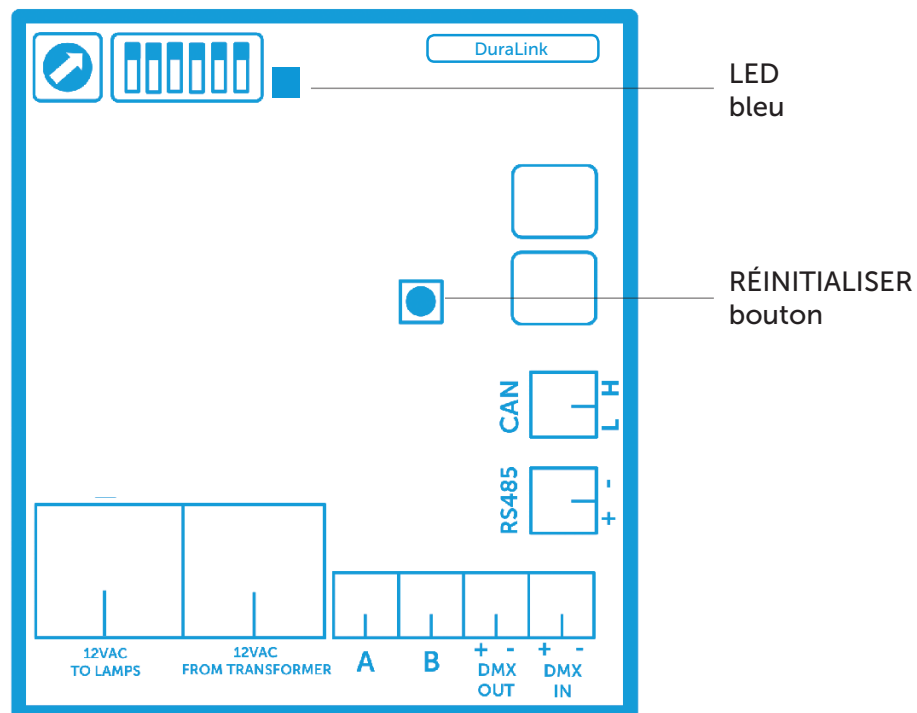 DuraLink
LED
bleu
RÉINITIALISER
bouton
CAN
H
L
RS485
-
+
12VAC
TO LAMPS
12VAC
FROM TRANSFORMER
A
B
+ -
DMX
OUT
+ -
DMX
IN